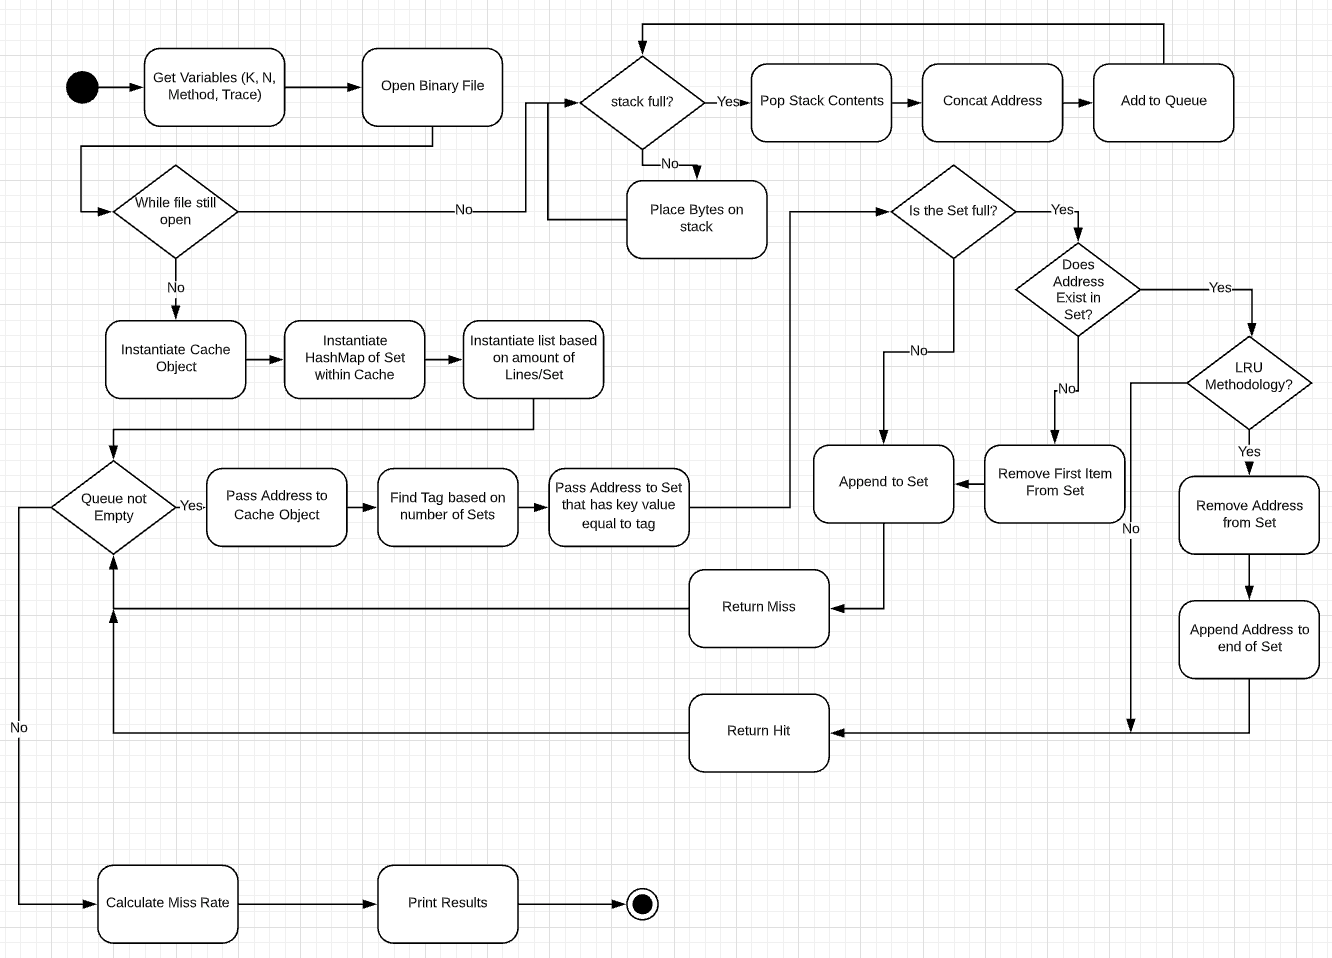 Get Variables (K, N,
Method, Trace)
Open Binary File
stack full?
Yes
Pop Stack Contents
Concat Address
Add to Queue
No
Place Bytes on
stack
While file still
open
No
No
Is the Set full?
Yes
Does
Address
Exist in
Set?
Yes
No
No
LRU
Methodology?
Yes
No
Instantiate Cache
Object
Instantiate
HashMap of Set
within Cache
Instantiate list based
on amount of
Lines/Set
Queue not
Empty
Yes
Pass Address to
Cache Object
Find Tag based on
number of Sets
Pass Address to Set
that has key value
equal to tag
Append to Set
Remove First Item
From Set
Remove Address
from Set
Return Miss
Append Address to
end of Set
Return Hit
No
Calculate Miss Rate
Print Results